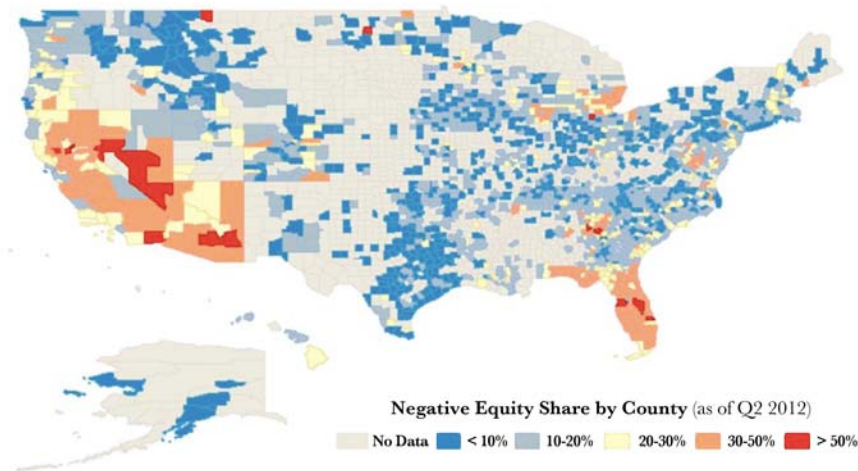 Negative Equity Share by County (as of Q2 2012)
No Data < 10% 10-20% 20-30% 30-50% > 50%